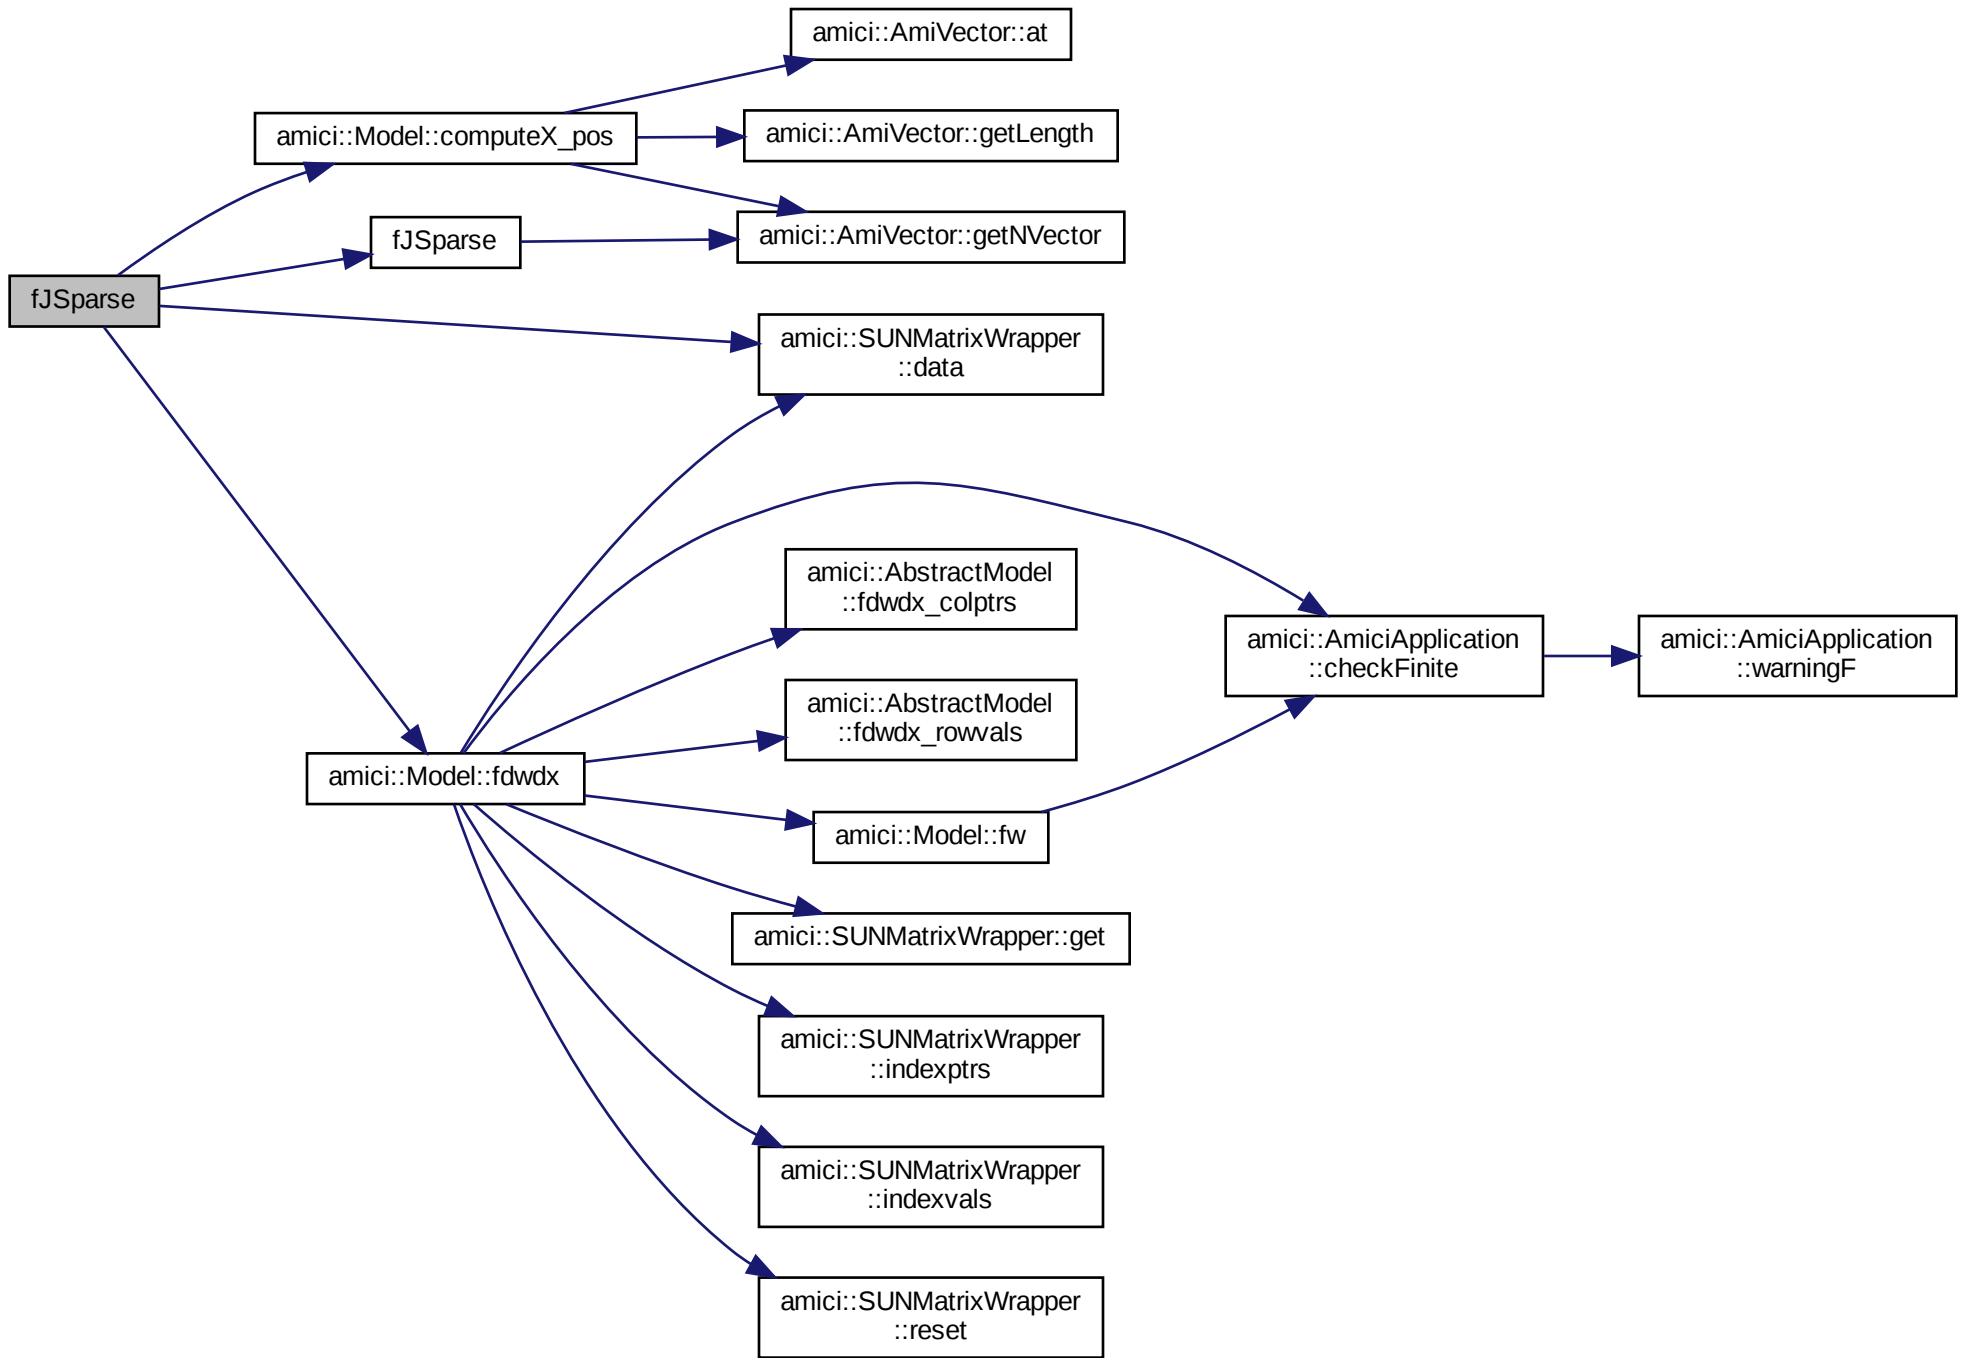 amici::AmiVector::at
amici::Model::computeX_pos
amici::AmiVector::getLength
fJSparse
amici::AmiVector::getNVector
fJSparse
amici::SUNMatrixWrapper
::data
amici::AbstractModel
::fdwdx_colptrs
amici::AmiciApplication
::checkFinite
amici::AmiciApplication
::warningF
amici::AbstractModel
::fdwdx_rowvals
amici::Model::fdwdx
amici::Model::fw
amici::SUNMatrixWrapper::get
amici::SUNMatrixWrapper
::indexptrs
amici::SUNMatrixWrapper
::indexvals
amici::SUNMatrixWrapper
::reset